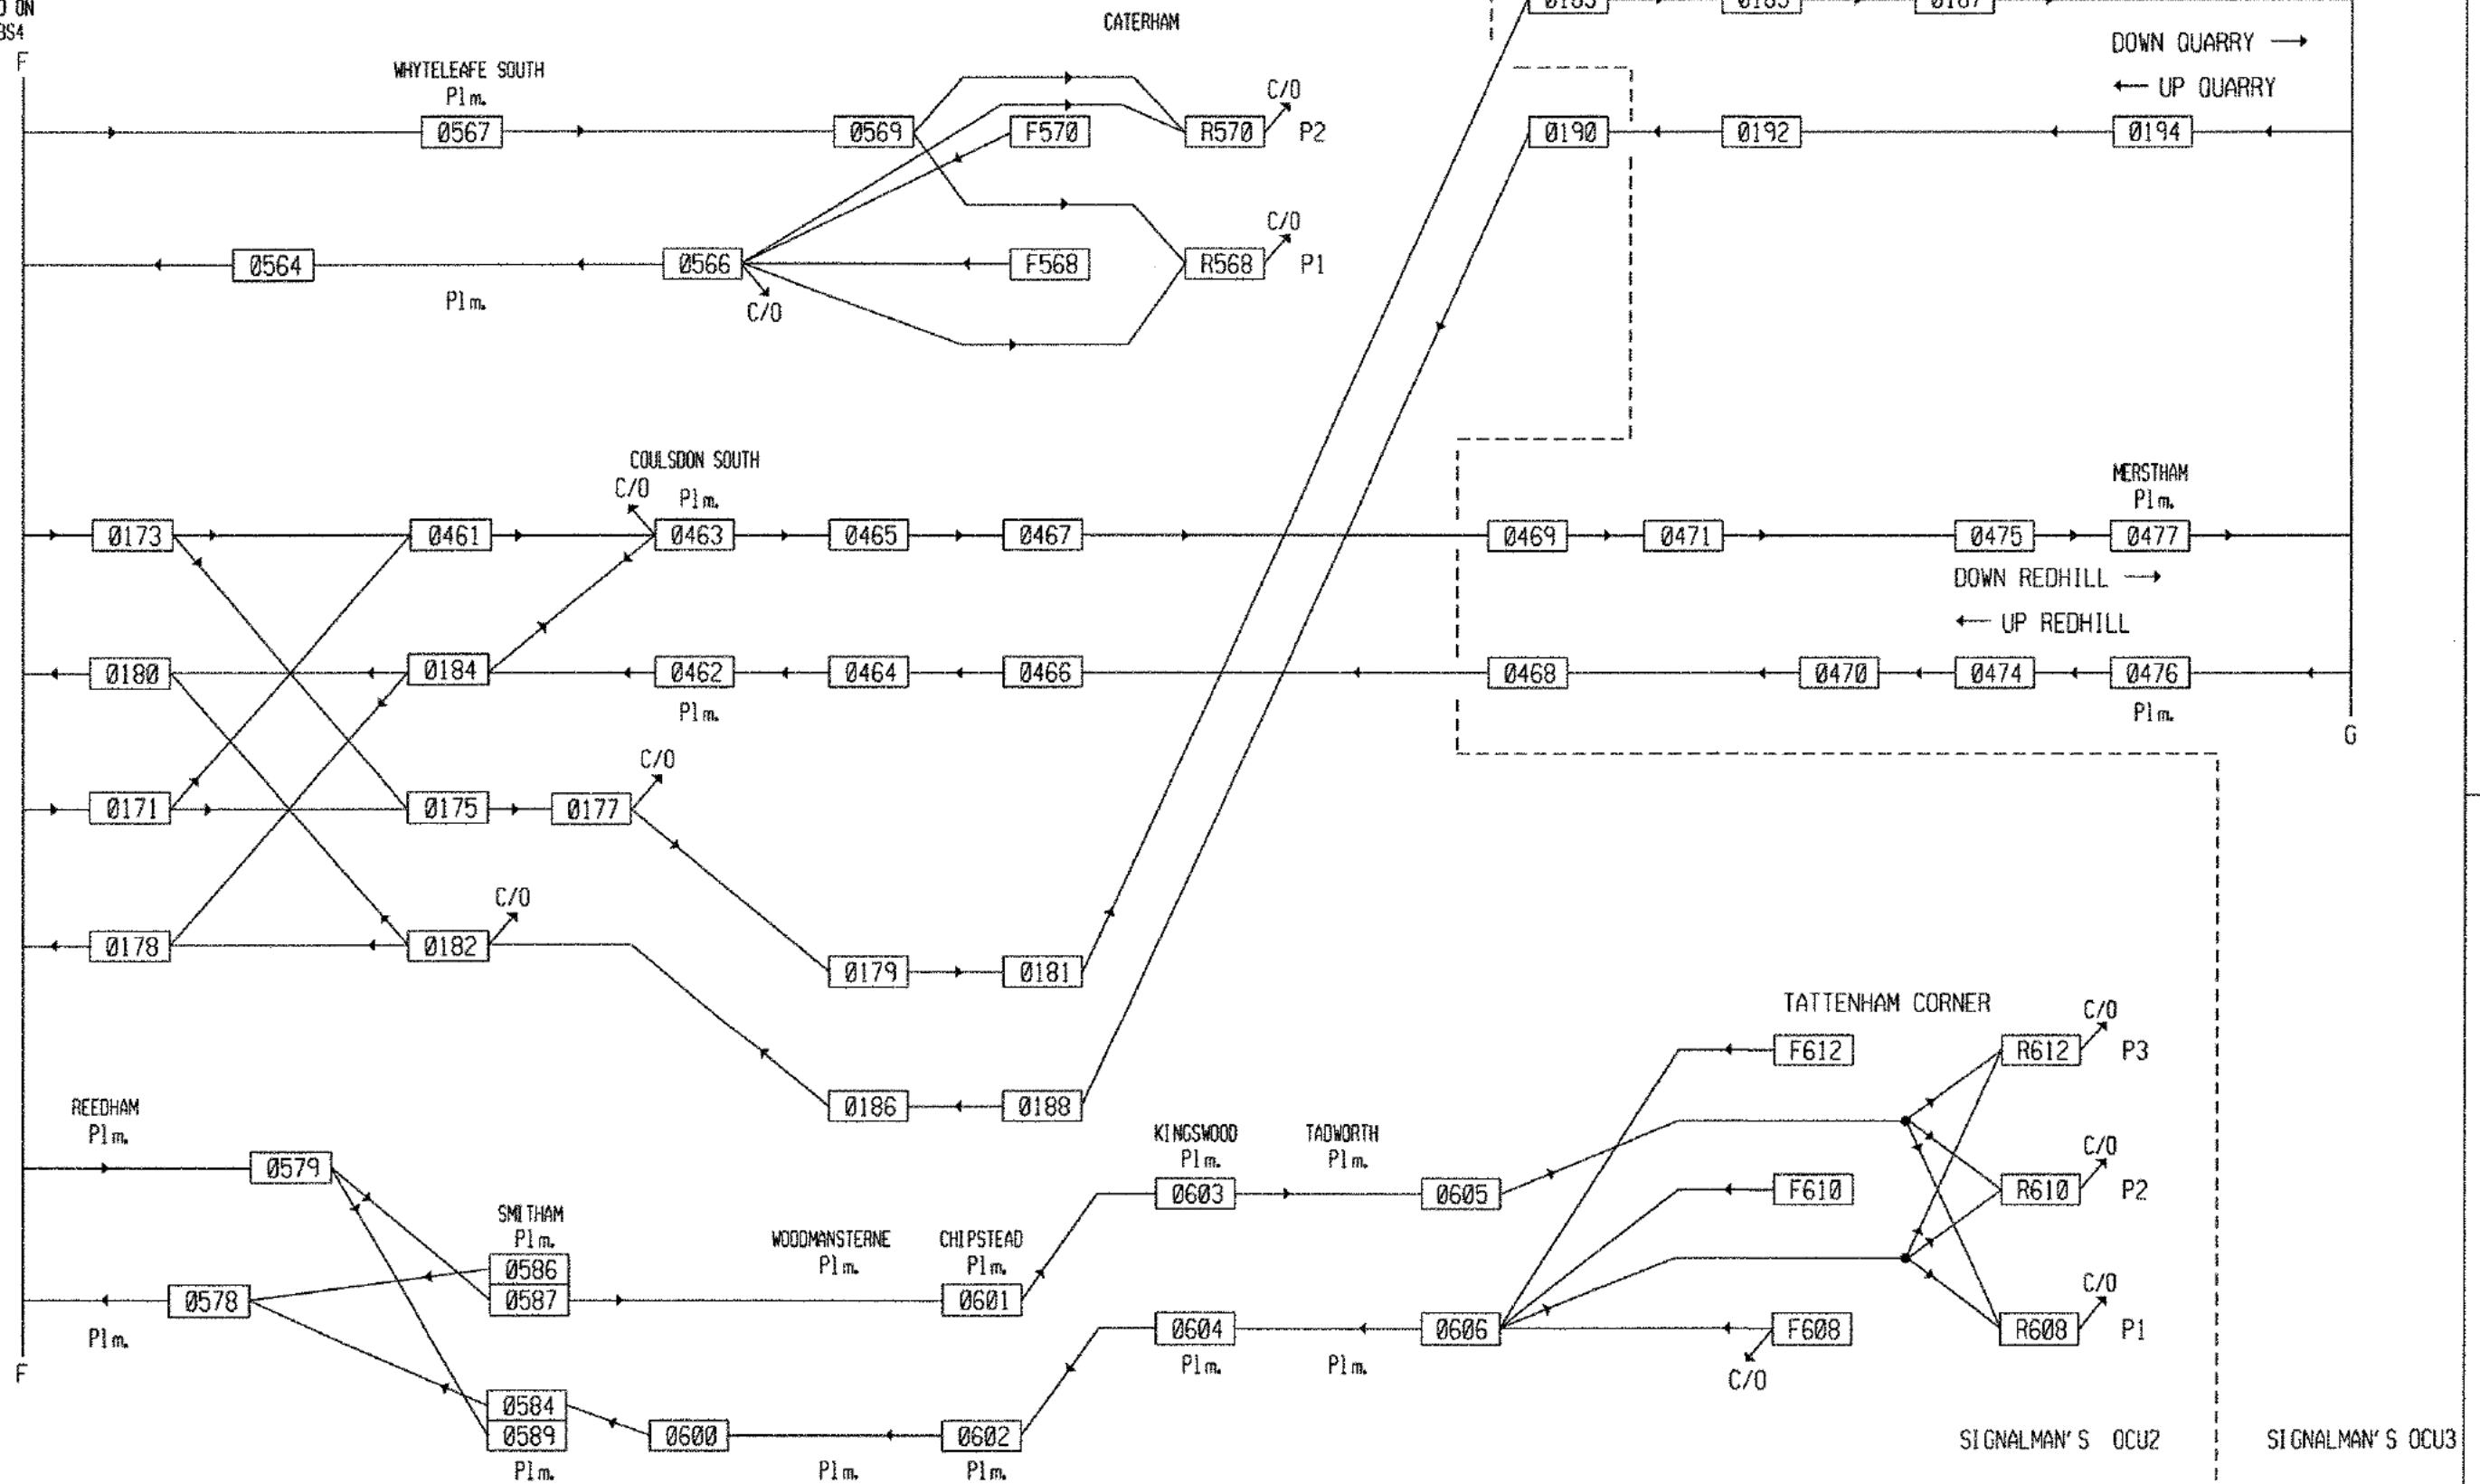 D ON
BS4
F
CATERHAM
0183
0185
0187
DOWN QUARRY →
← UP QUARRY
WHYTELEAFE SOUTH
Plm.
0567
0569
F570
R570
C/O
P2
0190
0192
0194
0564
Plm.
0566
C/O
F568
R568
C/O
P1
COULSDON SOUTH
C/O
Plm.
MERSTHAM
Plm.
0173
0461
0463
0465
0467
0469
0471
0475
0477
DOWN REDHILL →
← UP REDHILL
0180
0184
0462
0464
0466
0468
0470
0474
0476
Plm.
Plm.
G
C/O
0171
0175
0177
C/O
0178
0182
0179
0181
TATTENHAM CORNER
C/O
F612
R612
P3
0186
0188
REEDHAM
Plm.
0579
KINGSWOOD
Plm.
TADWORTH
Plm.
0603
0605
C/O
F610
R610
P2
SMITHAM
Plm.
0586
0587
WOODMANSTERNE
Plm.
CHIPSTEAD
Plm.
0601
0578
Plm.
F
0604
Plm.
Plm.
0606
F608
C/O
C/O
R608
P1
0584
0589
Plm.
0600
Plm.
0602
Plm.
SIGNALMAN'S OCU2
SIGNALMAN'S OCU3